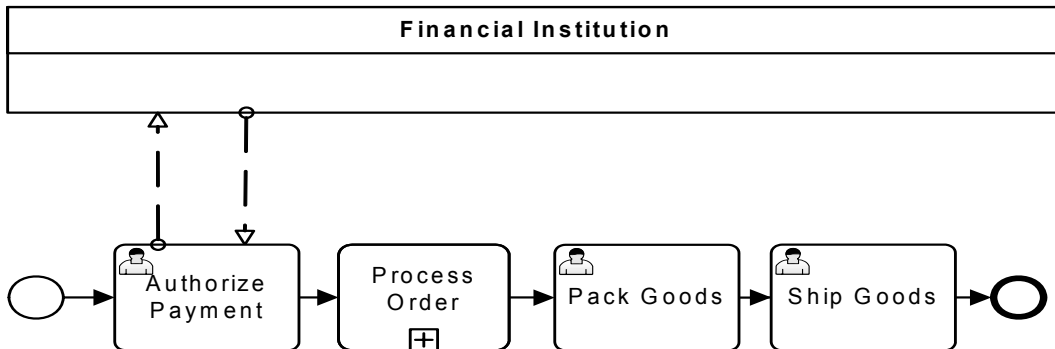 Financial Institution
Authorize
Payment
Process
Order
Pack Goods
Ship Goods